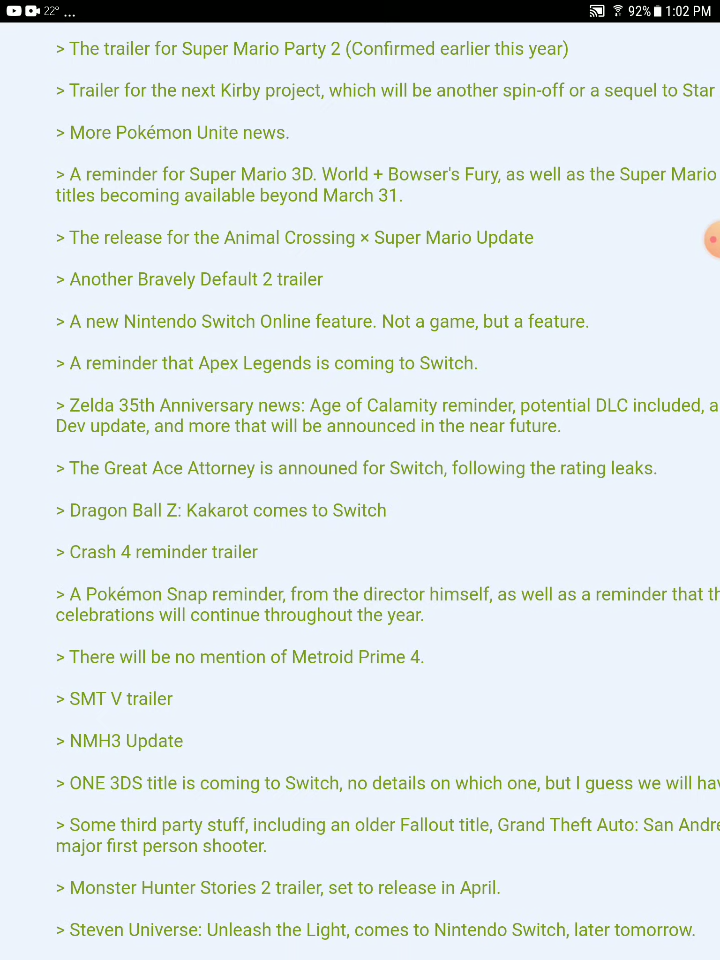 22° ...
92% 1:02 PM
> The trailer for Super Mario Party 2 (Confirmed earlier this year)
> Trailer for the next Kirby project, which will be another spin-off or a sequel to Star
> More Pokémon Unite news.
> A reminder for Super Mario 3D. World + Bowser's Fury, as well as the Super Mario
titles becoming available beyond March 31.
> The release for the Animal Crossing × Super Mario Update
> Another Bravely Default 2 trailer
> A new Nintendo Switch Online feature. Not a game, but a feature.
> A reminder that Apex Legends is coming to Switch.
> Zelda 35th Anniversary news: Age of Calamity reminder, potential DLC included, a
Dev update, and more that will be announced in the near future.
> The Great Ace Attorney is announed for Switch, following the rating leaks.
> Dragon Ball Z: Kakarot comes to Switch
> Crash 4 reminder trailer
> A Pokémon Snap reminder, from the director himself, as well as a reminder that th
celebrations will continue throughout the year.
> There will be no mention of Metroid Prime 4.
> SMT V trailer
> NMH3 Update
> ONE 3DS title is coming to Switch, no details on which one, but I guess we will hav
> Some third party stuff, including an older Fallout title, Grand Theft Auto: San Andre
major first person shooter.
> Monster Hunter Stories 2 trailer, set to release in April.
> Steven Universe: Unleash the Light, comes to Nintendo Switch, later tomorrow.